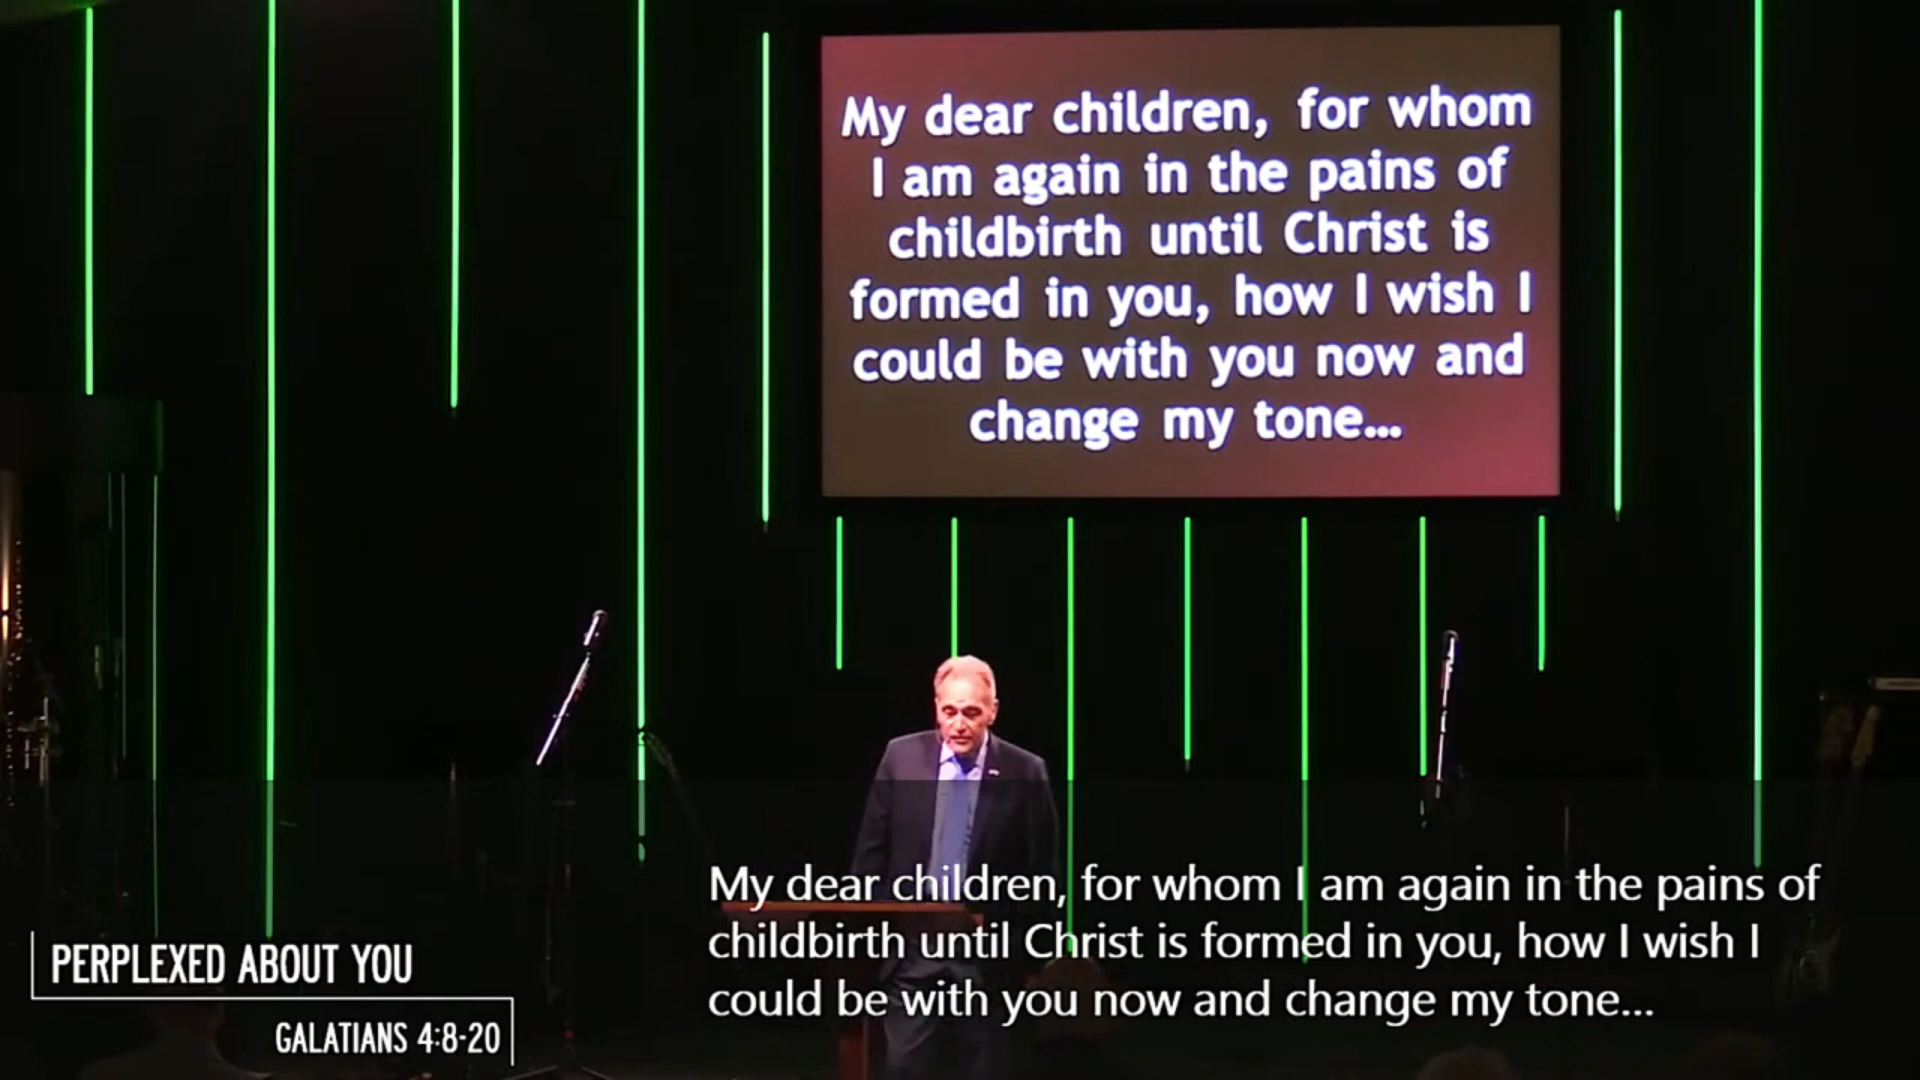 My dear children, for whom
I am again in the pains of
childbirth until Christ is
formed in you, how I wish I
could be with you now and
change my tone...
My dear children, for whom I am again in the pains of
childbirth until Christ is formed in you, how I wish I
could be with you now and change my tone...
PERPLEXED ABOUT YOU
GALATIANS 4:8-20